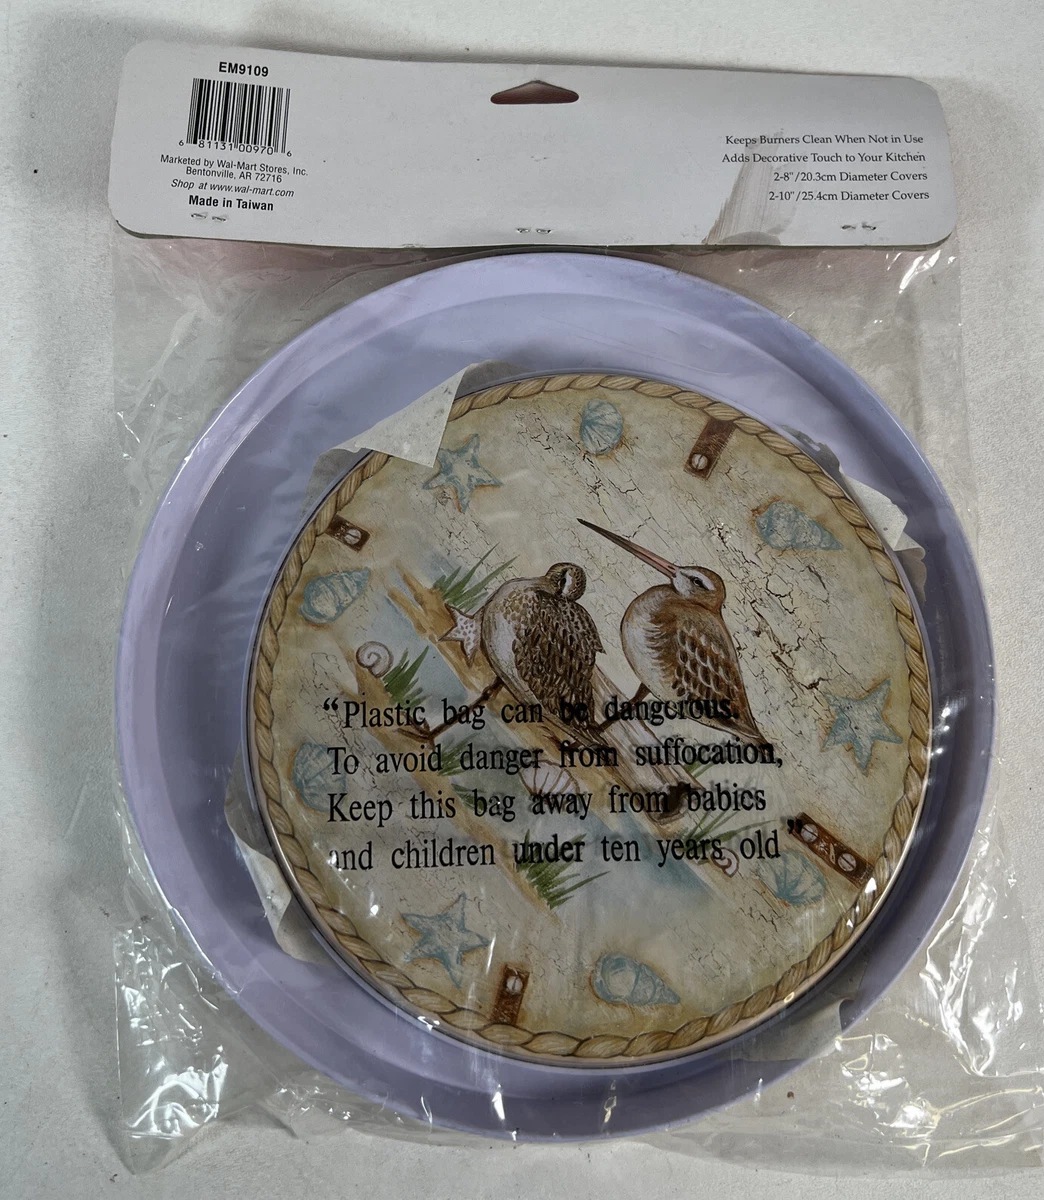 EM9109
6 81131 00970 6
Marketed by Wal-Mart Stores, Inc.
Bentonville, AR 72716
Shop at www.wal-mart.com
Made in Taiwan
Keeps Burners Clean When Not in Use
Adds Decorative Touch to Your Kitchen
2-8"/20.3cm Diameter Covers
2-10"/25.4cm Diameter Covers
“Plastic bag can be dangerous.
To avoid danger from suffocation,
Keep this bag away from babies
and children under ten years old”